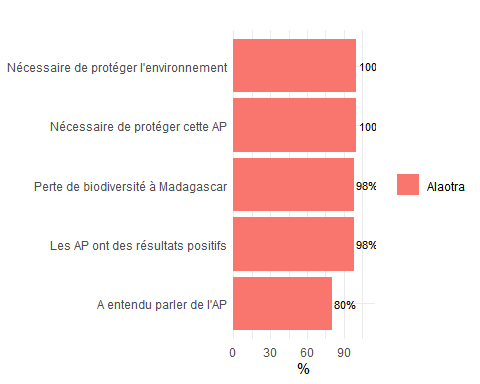 Nécessaire de protéger l'environnement 100
Nécessaire de protéger cette AP 100
Perte de biodiversité à Madagascar 98%
Alaotra
Les AP ont des résultats positifs 98%
A entendu parler de l'AP 80%
0 30 60 90
%